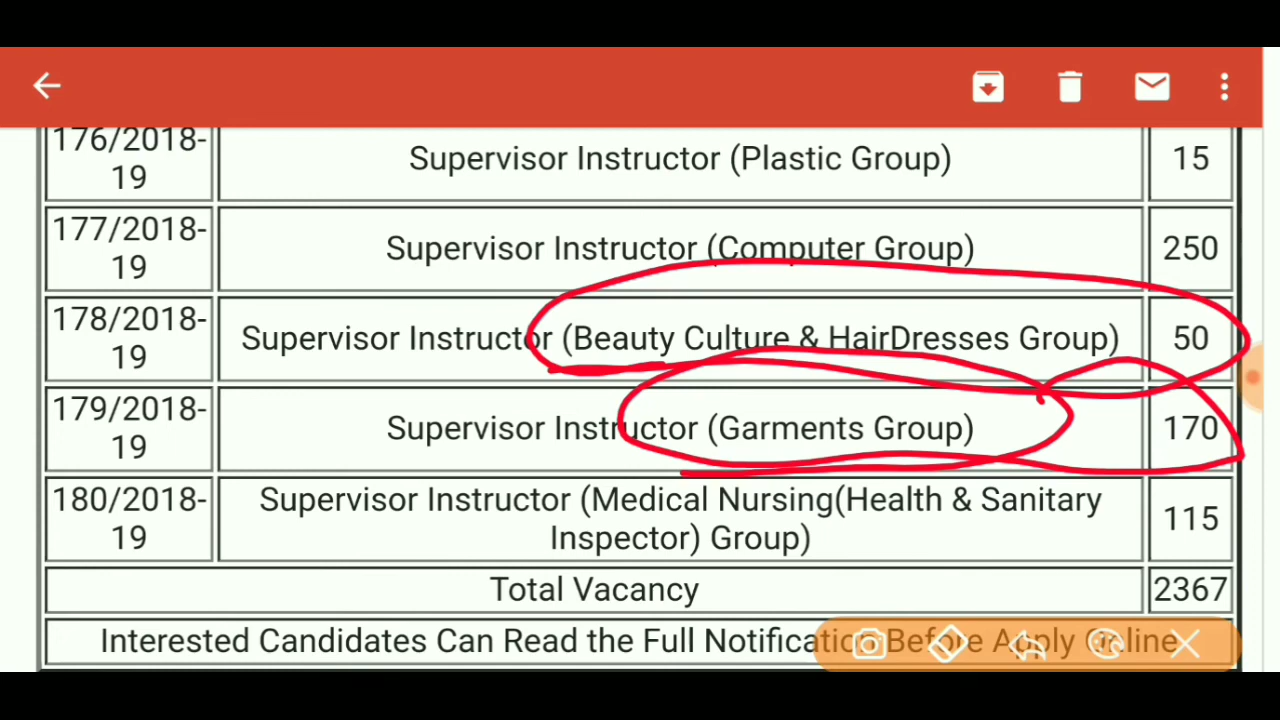 176/2018-
19
Supervisor Instructor (Plastic Group)
15
177/2018-
19
Supervisor Instructor (Computer Group)
250
178/2018-
19
Supervisor Instructor (Beauty Culture & HairDresses Group)
50
179/2018-
19
Supervisor Instructor (Garments Group)
170
180/2018-
19
Supervisor Instructor (Medical Nursing(Health & Sanitary
Inspector) Group)
115
Total Vacancy
2367
Interested Candidates Can Read the Full Notification Before Apply Online